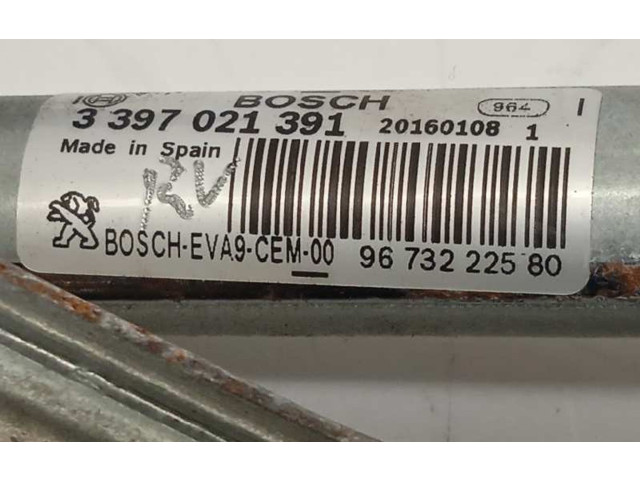 BOSCH 964 I
3 397 021 391 20160108 1
Made in Spain
RV
BOSCH-EVA9-CEM-00 96 732 225 80